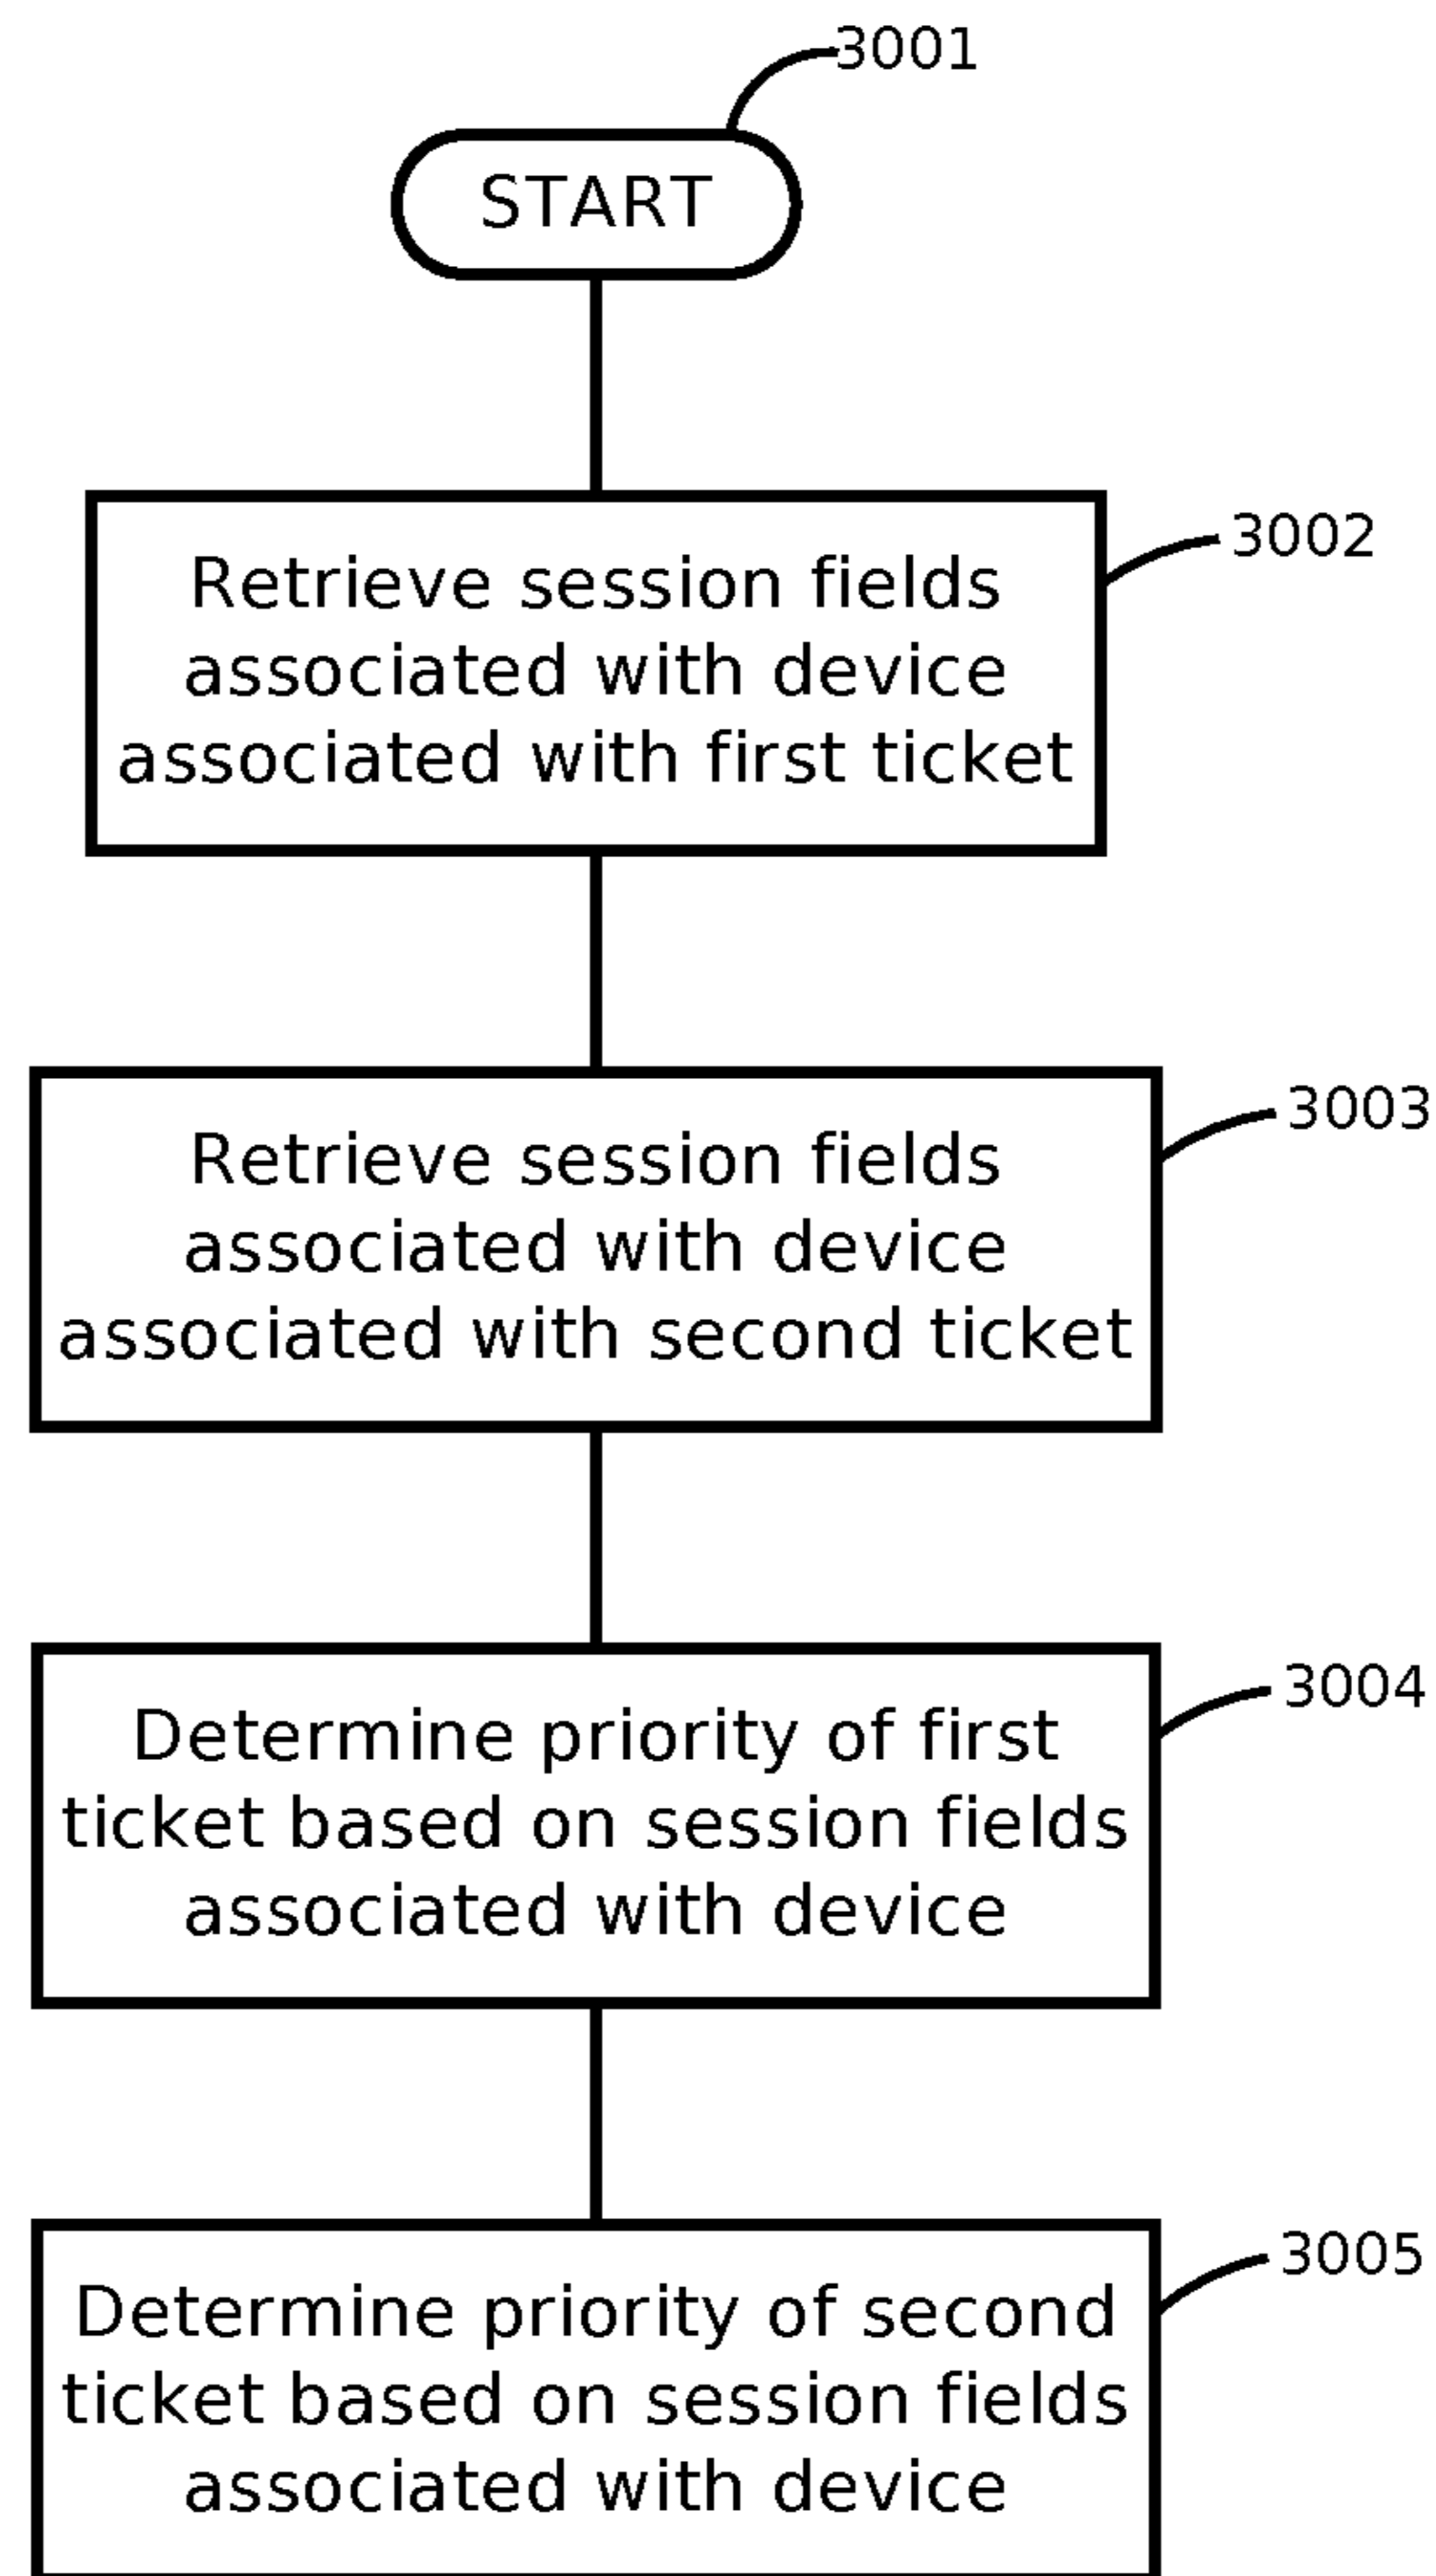 3001
START
3002
Retrieve session fields
associated with device
associated with first ticket
3003
Retrieve session fields
associated with device
associated with second ticket
3004
Determine priority of first
ticket based on session fields
associated with device
3005
Determine priority of second
ticket based on session fields
associated with device